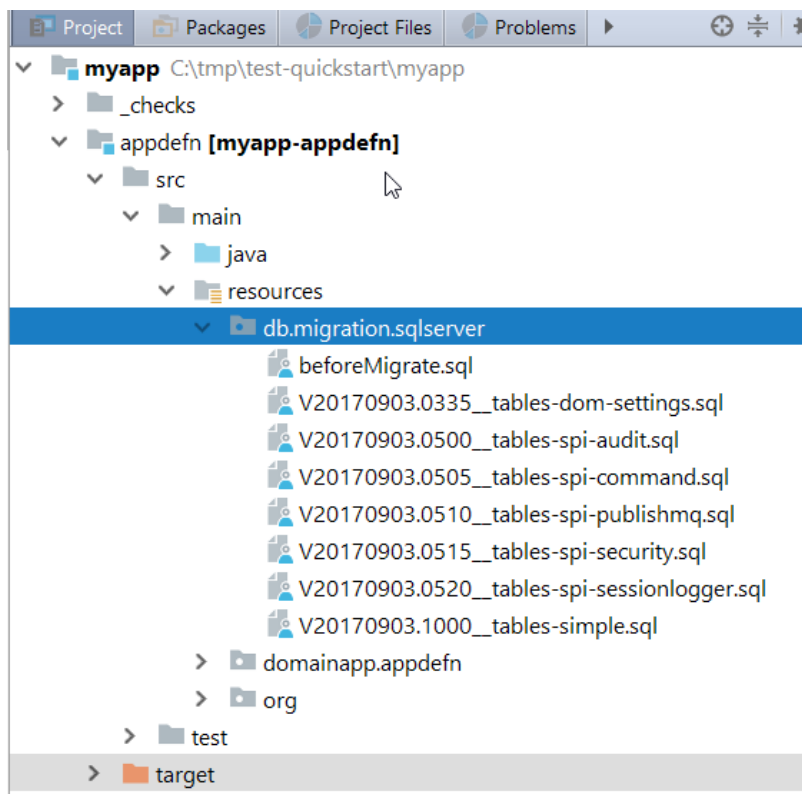 Project Packages Project Files Problems
myapp C:\tmp\test-quickstart\myapp
_checks
appdefn [myapp-appdefn]
src
main
java
resources
db.migration.sqlserver
beforeMigrate.sql
V20170903.0335__tables-dom-settings.sql
V20170903.0500__tables-spi-audit.sql
V20170903.0505__tables-spi-command.sql
V20170903.0510__tables-spi-publishmq.sql
V20170903.0515__tables-spi-security.sql
V20170903.0520__tables-spi-sessionlogger.sql
V20170903.1000__tables-simple.sql
domainapp.appdefn
org
test
target